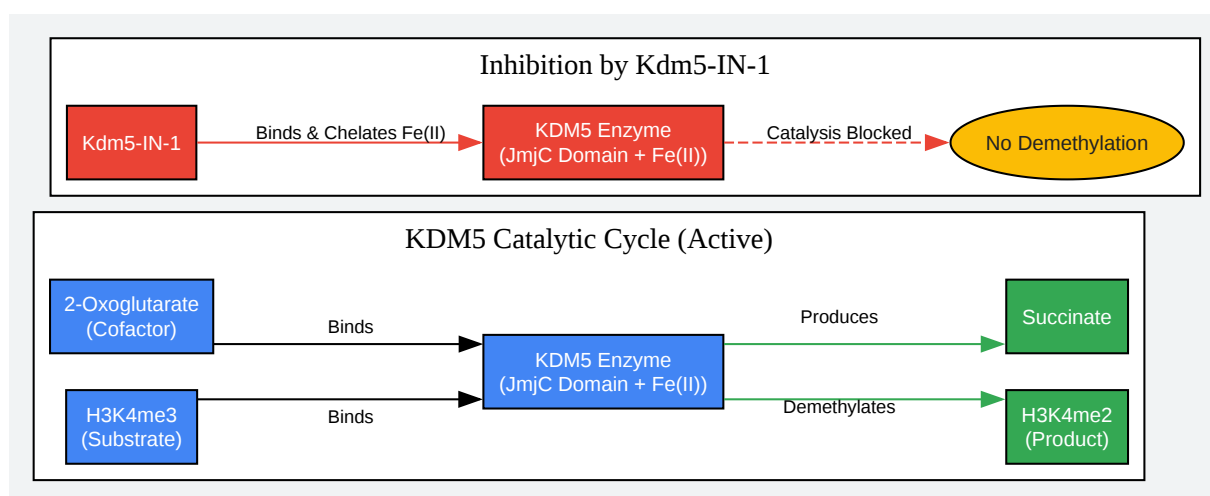 Inhibition by Kdm5-IN-1
Kdm5-IN-1
Binds & Chelates Fe(II)
KDM5 Enzyme
(JmjC Domain + Fe(II))
Catalysis Blocked
No Demethylation
KDM5 Catalytic Cycle (Active)
2-Oxoglutarate
(Cofactor)
Binds
H3K4me3
(Substrate)
Binds
KDM5 Enzyme
(JmjC Domain + Fe(II))
Produces
Succinate
Demethylates
H3K4me2
(Product)